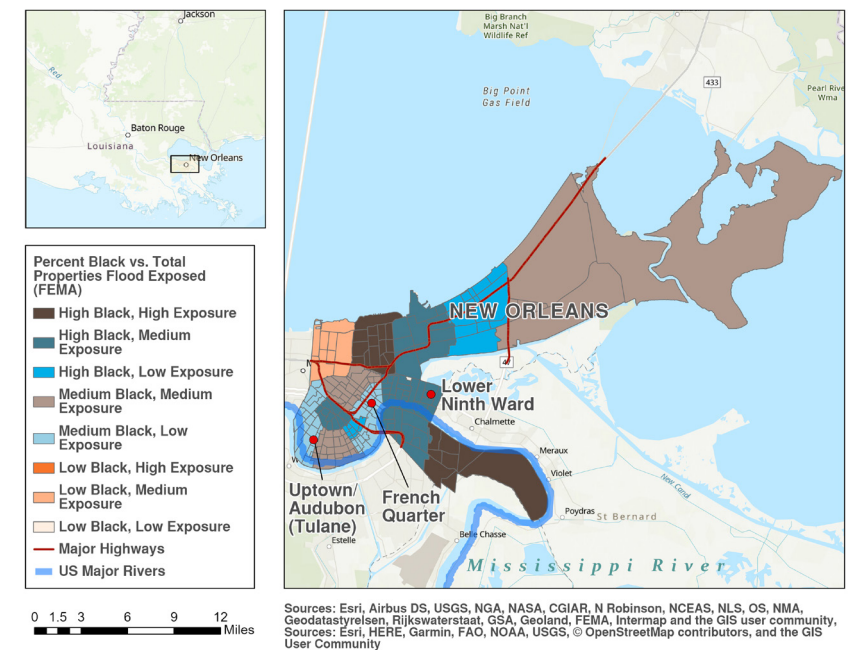 Jackson
Red
Baton Rouge
Louisiana
New Orleans
Percent Black vs. Total
Properties Flood Exposed
(FEMA)
High Black, High Exposure
High Black, Medium
Exposure
High Black, Low Exposure
Medium Black, Medium
Exposure
Medium Black, Low
Exposure
Low Black, High Exposure
Low Black, Medium
Exposure
Low Black, Low Exposure
Major Highways
US Major Rivers
0 1.5 3 6 9 12
Miles
Big Branch
Marsh Nat'l
Wildlife Ref
433
Big Point
Gas Field
Pearl Rive
Wma
NEW ORLEANS
47
Lower
Ninth Ward
Chalmette
Meraux
Violet
Uptown/
Audubon
(Tulane)
French
Quarter
Poydras
St Bernard
Estelle
Belle Chasse
Mississippi River
Sources: Esri, Airbus DS, USGS, NGA, NASA, CGIAR, N Robinson, NCEAS, NLS, OS, NMA,
Geodatastyrelsen, Rijkswaterstaat, GSA, Geoland, FEMA, Intermap and the GIS user community,
Sources: Esri, HERE, Garmin, FAO, NOAA, USGS, © OpenStreetMap contributors, and the GIS
User Community